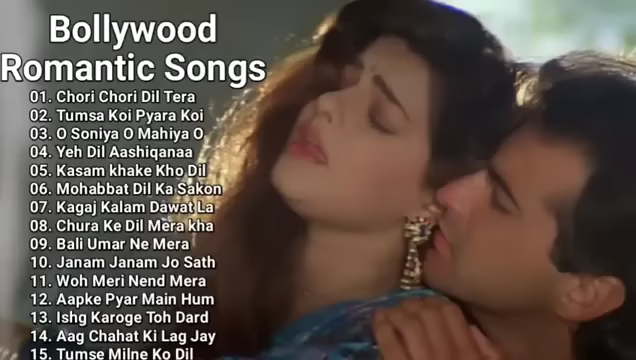 Bollywood
Romantic Songs
01. Chori Chori Dil Tera
02. Tumsa Koi Pyara Koi
03. O Soniya O Mahiya O
04. Yeh Dil Aashiqanaa
05. Kasam khake Kho Dil
06. Mohabbat Dil Ka Sakon
07. Kagaj Kalam Dawat La
08. Chura Ke Dil Mera kha
09. Bali Umar Ne Mera
10. Janam Janam Jo Sath
11. Woh Meri Nend Mera
12. Aapke Pyar Main Hum
13. Ishg Karoge Toh Dard
14. Aag Chahat Ki Lag Jay
15. Tumse Milne Ko Dil